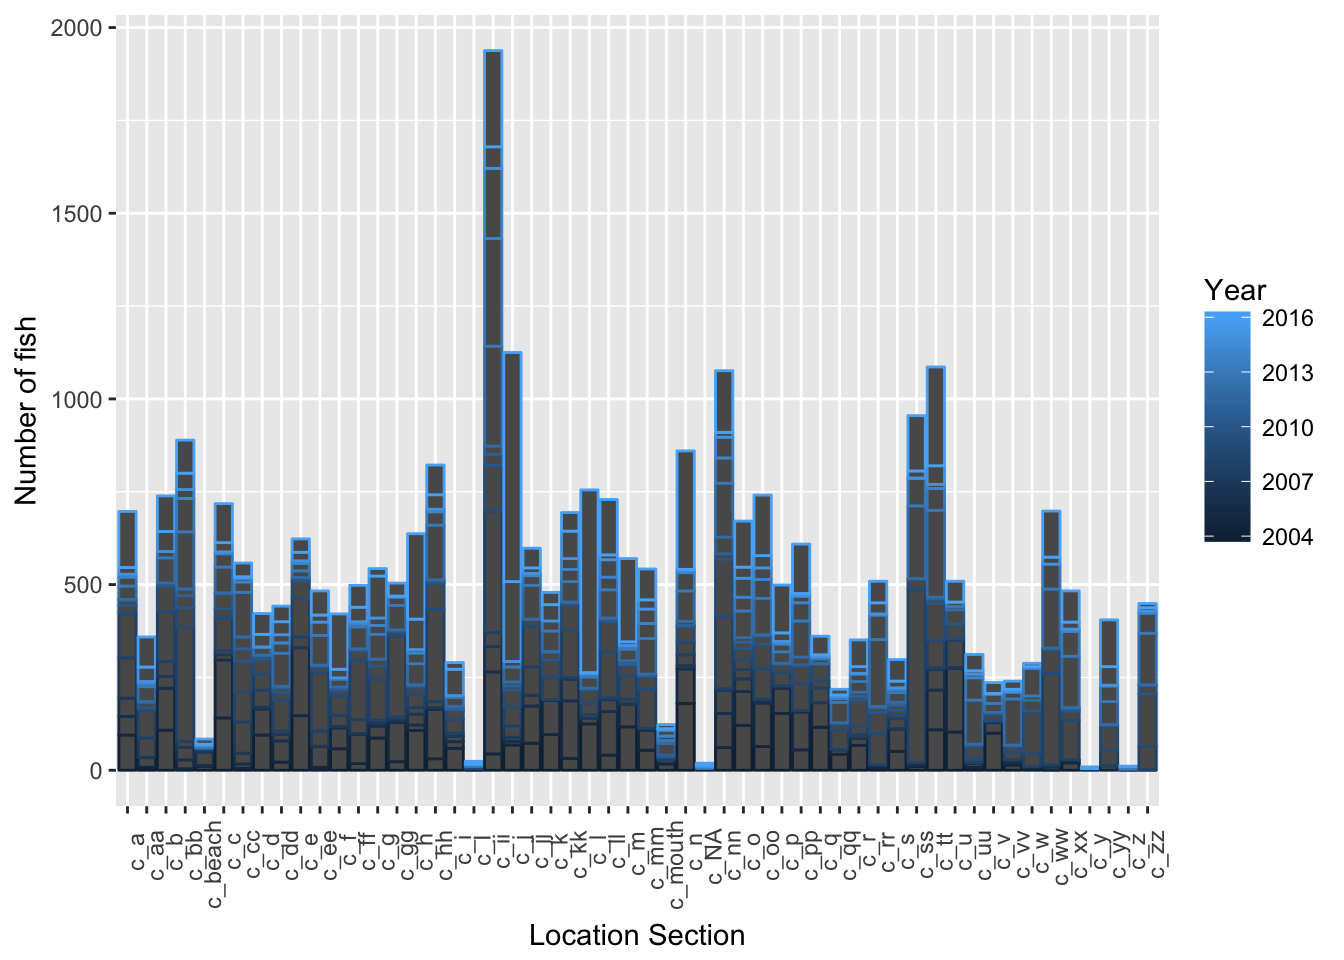 2000
1500
1000
500
0
Number of fish
c_a
c_aa
c_b
c_bb
c_beach
c_c
c_cc
c_d
c_dd
c_e
c_ee
c_f
c_ff
c_g
c_gg
c_h
c_hh
c_i
c_I
c_ii
c_j
c_jj
c_k
c_kk
c_l
c_ll
c_m
c_mm
c_mouth
c_n
c_NA
c_nn
c_o
c_oo
c_p
c_pp
c_q
c_qq
c_r
c_rr
c_s
c_ss
c_tt
c_u
c_uu
c_v
c_vv
c_w
c_ww
c_xx
c_y
c_yy
c_z
c_zz
Location Section
Year
2016
2013
2010
2007
2004